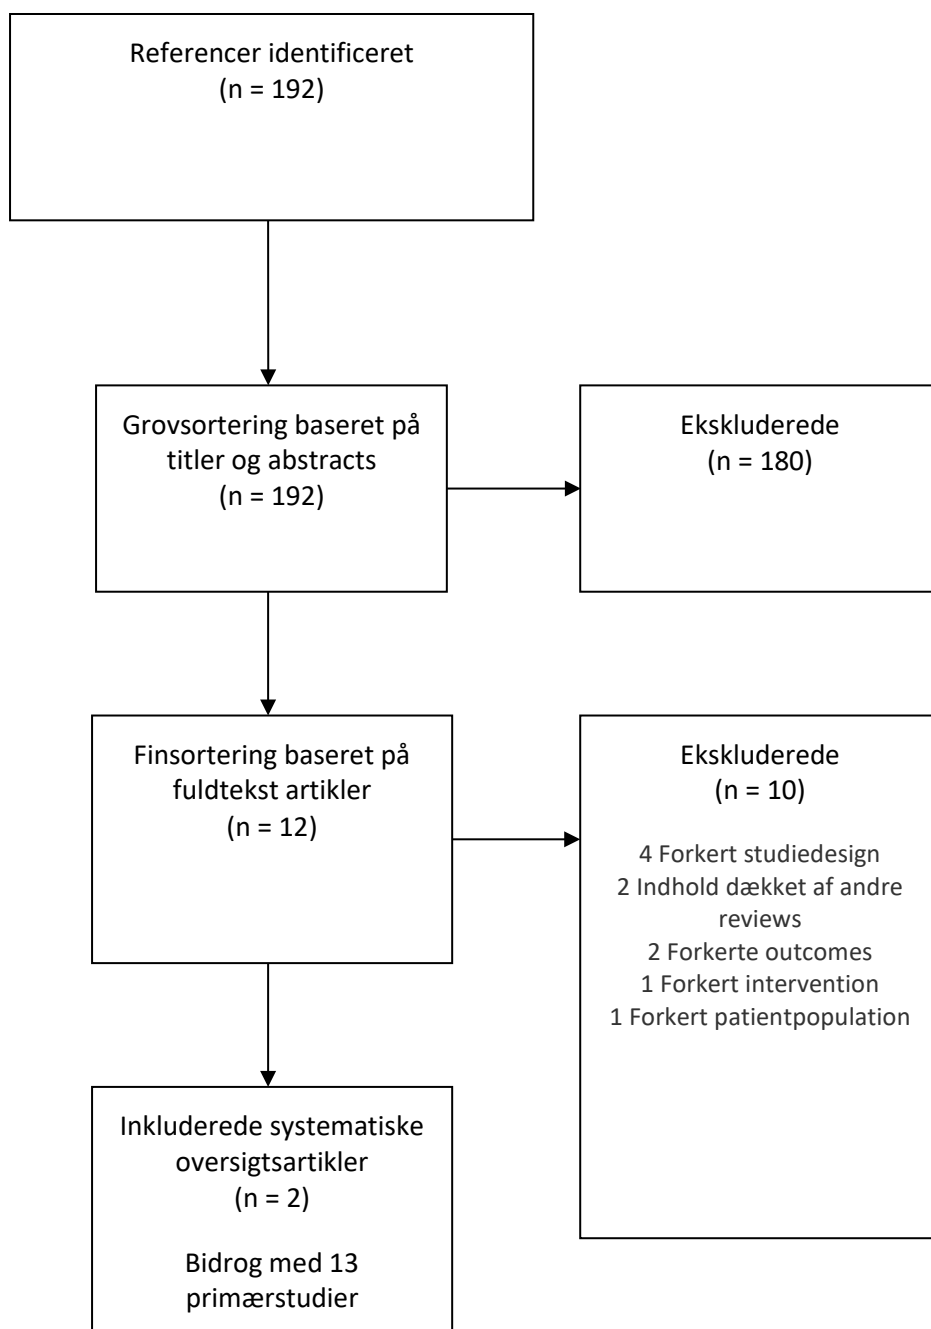 Referencer identificeret
(n = 192)
Grovsortering baseret på
titler og abstracts
(n = 192)
Ekskluderede
(n = 180)
Finsortering baseret på
fuldtekst artikler
(n = 12)
Ekskluderede
(n = 10)
4 Forkert studiedesign
2 Indhold dækket af andre
reviews
2 Forkerte outcomes
1 Forkert intervention
1 Forkert patientpopulation
Inkluderede systematiske
oversigtsartikler
(n = 2)
Bidrog med 13
primærstudier